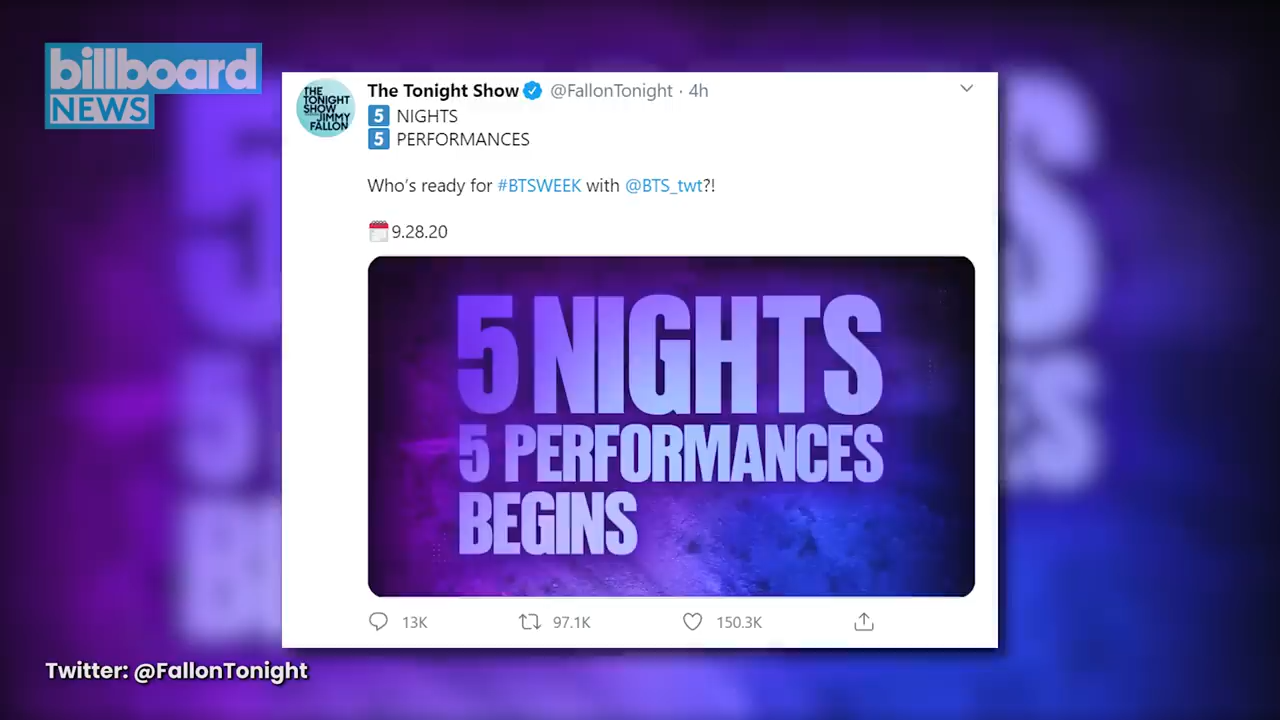 billboard
NEWS
THE
TONIGHT
SHOW
JIMMY
FALLON
The Tonight Show @FallonTonight · 4h
5 NIGHTS
5 PERFORMANCES
Who's ready for #BTSWEEK with @BTS_twt?!
9.28.20
5 NIGHTS
5 PERFORMANCES
BEGINS
13K 97.1K 150.3K
Twitter: @FallonTonight